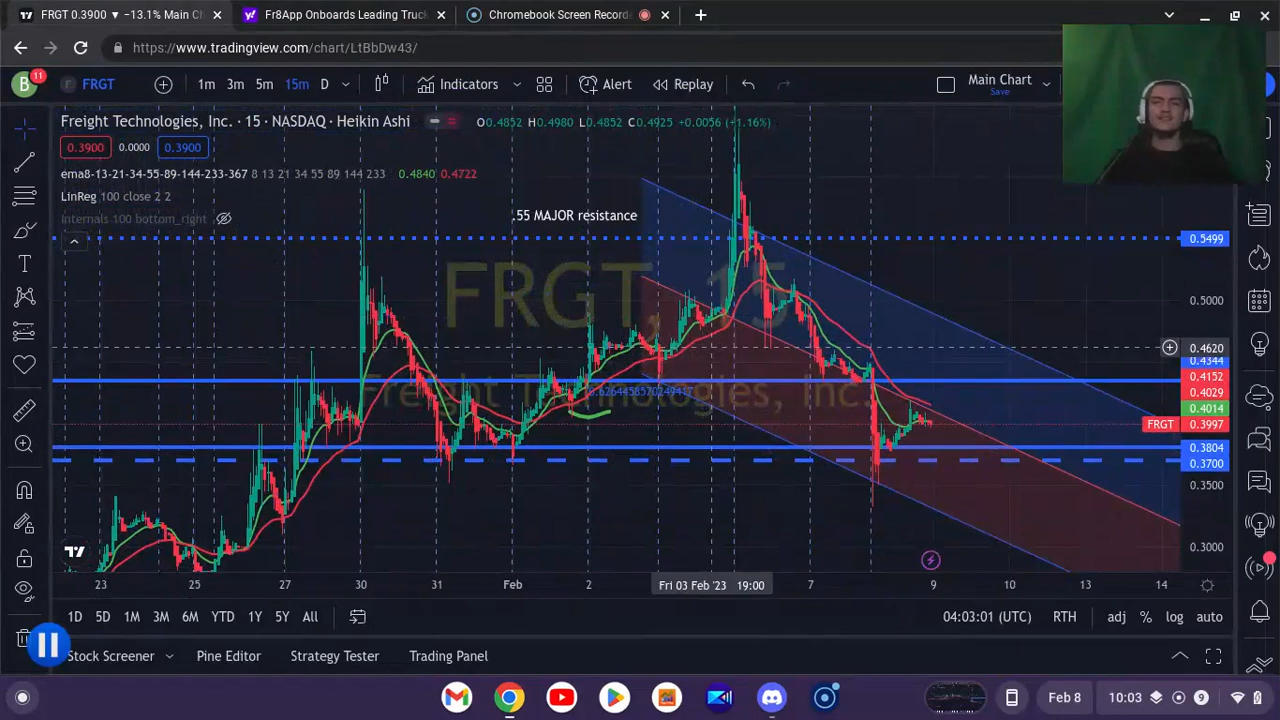 FRGT 0.3900 ▼ −13.1% Main Ch
Fr8App Onboards Leading Truck
Chromebook Screen Recorde
https://www.tradingview.com/chart/LtBbDw43/
B
11
FRGT
1m 3m 5m 15m D
Indicators
Alert
Replay
Main Chart
Save
Freight Technologies, Inc. · 15 · NASDAQ · Heikin Ashi
O0.4852 H0.4980 L0.4852 C0.4925 +0.0056 (+1.16%)
0.3900 0.0000 0.3900
ema8-13-21-34-55-89-144-233-367 8 13 21 34 55 89 144 233 0.4840 0.4722
LinReg 100 close 2 2
Internals 100 bottom_right
.55 MAJOR resistance
FRGT, 15
Freight Technologies, Inc.
0.5499
0.5000
0.4620
0.4344
0.4152
0.4029
0.4014
FRGT 0.3997
0.3804
0.3700
0.3500
0.3000
23 25 27 30 31 Feb 2 Fri 03 Feb '23 19:00 7 9 10 13 14
1D 5D 1M 3M 6M YTD 1Y 5Y All
04:03:01 (UTC) RTH adj % log auto
Stock Screener Pine Editor Strategy Tester Trading Panel
Feb 8 10:03 9